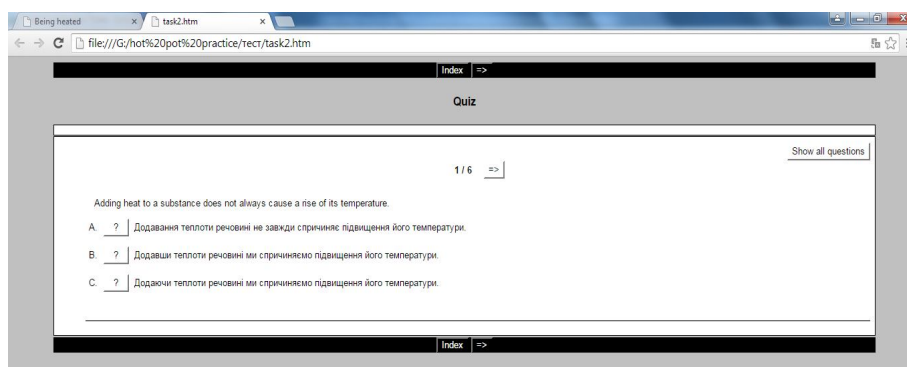 Being heated
task2.htm
file:///G:/hot%20pot%20practice/тест/task2.htm
Index =>
Quiz
Show all questions
1 / 6 =>
Adding heat to a substance does not always cause a rise of its temperature.
A. ? Додавання теплоти речовині не завжди спричиняє підвищення його температури.
B. ? Додавши теплоти речовині ми спричиняємо підвищення його температури.
C. ? Додаючи теплоти речовині ми спричиняємо підвищення його температури.
Index =>